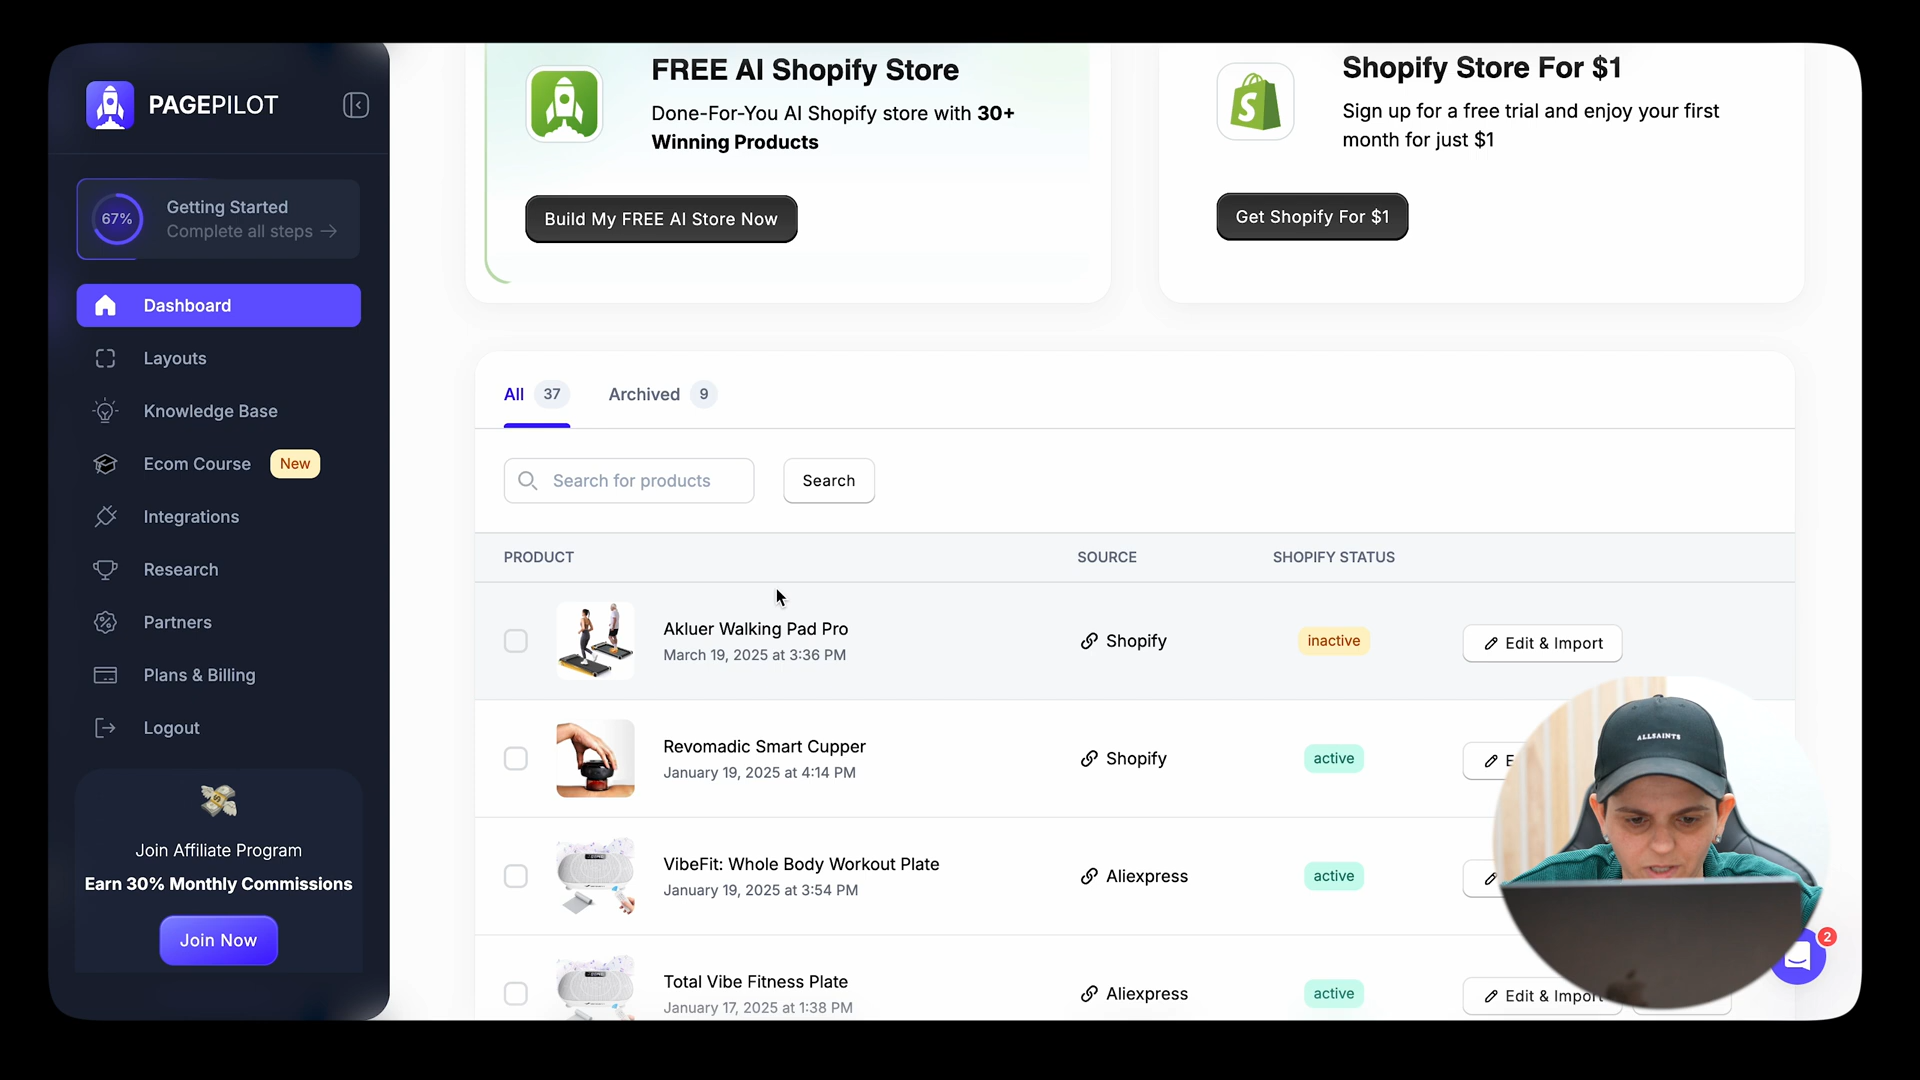 PAGEPILOT
67%
Getting Started
Complete all steps →
Dashboard
Layouts
Knowledge Base
Ecom Course New
Integrations
Research
Partners
Plans & Billing
Logout
Join Affiliate Program
Earn 30% Monthly Commissions
Join Now
FREE AI Shopify Store
Done-For-You AI Shopify store with 30+
Winning Products
Build My FREE AI Store Now
Shopify Store For $1
Sign up for a free trial and enjoy your first
month for just $1
Get Shopify For $1
All 37 Archived 9
Search for products Search
PRODUCT SOURCE SHOPIFY STATUS
Akluer Walking Pad Pro
March 19, 2025 at 3:36 PM
Shopify inactive Edit & Import
Revomadic Smart Cupper
January 19, 2025 at 4:14 PM
Shopify active
VibeFit: Whole Body Workout Plate
January 19, 2025 at 3:54 PM
Aliexpress active
Total Vibe Fitness Plate
January 17, 2025 at 1:38 PM
Aliexpress active Edit & Import
ALLSAINTS
2